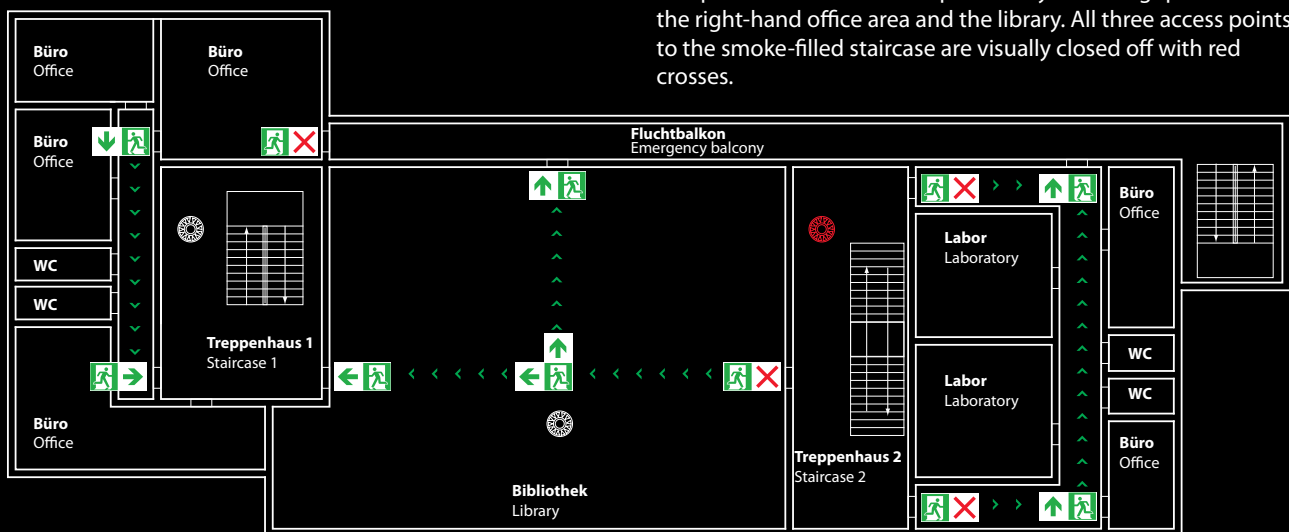 the right-hand office area and the library. All three access points
to the smoke-filled staircase are visually closed off with red
crosses.
Büro
Office
Büro
Office
Büro
Office
Fluchtbalkon
Emergency balcony
Büro
Office
Labor
Laboratory
WC
WC
Treppenhaus 1
Staircase 1
WC
Labor
Laboratory
WC
Büro
Office
Büro
Office
Treppenhaus 2
Staircase 2
Bibliothek
Library